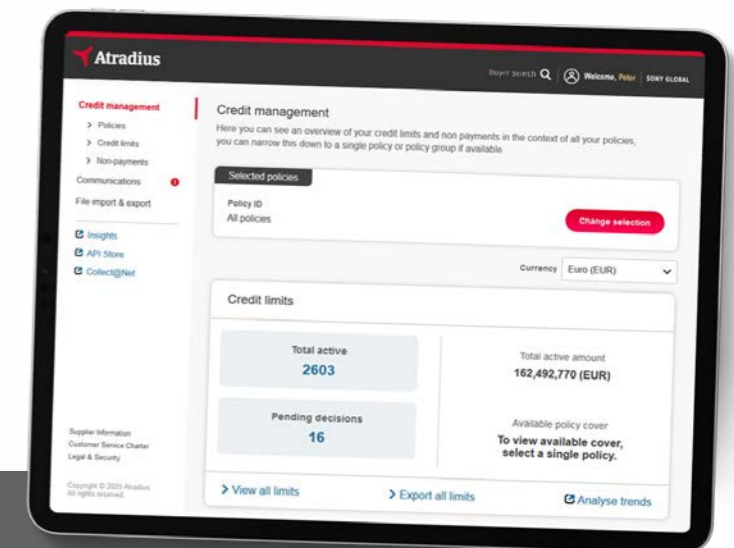 Atradius
Buyer search
Welcome, Peter
SONY GLOBAL
Credit management
> Policies
> Credit limits
> Non-payments
Communications
File import & export
Insights
API Store
Collect@Net
Supplier Information
Customer Service Charter
Legal & Security
Copyright © 2025 Atradius
All rights reserved.
Credit management
Here you can see an overview of your credit limits and non payments in the context of all your policies,
you can narrow this down to a single policy or policy group if available
Selected policies
Policy ID
All policies
Change selection
Currency
Euro (EUR)
Credit limits
Total active
2603
Total active amount
162,492,770 (EUR)
Pending decisions
16
Available policy cover
To view available cover,
select a single policy.
> View all limits
> Export all limits
Analyse trends